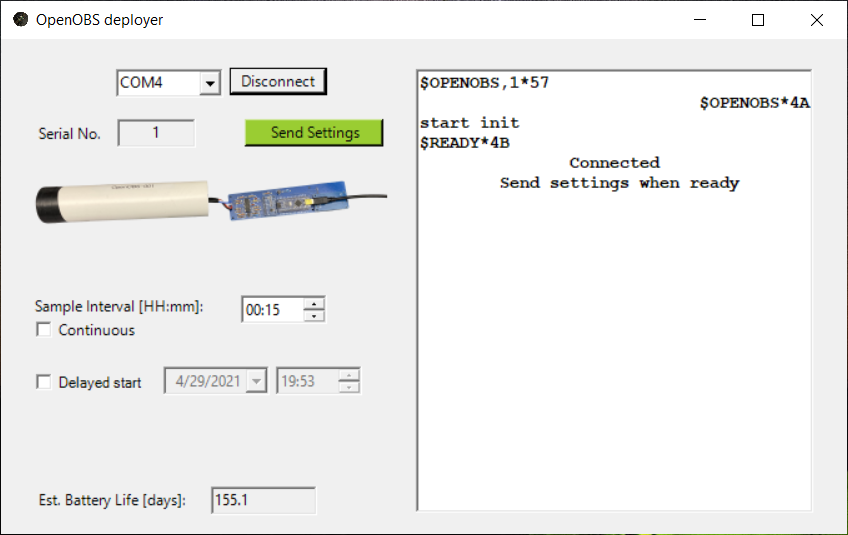 OpenOBS deployer
COM4
Disconnect
Serial No.
1
Send Settings
Sample Interval [HH:mm]:
00:15
Continuous
Delayed start
4/29/2021
19:53
Est. Battery Life [days]:
155.1
$OPENOBS,1*57
$OPENOBS*4A
start init
$READY*4B
Connected
Send settings when ready